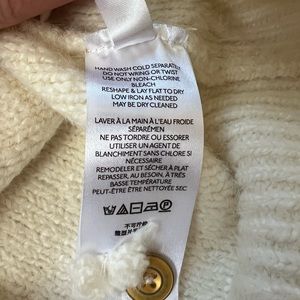 HAND WASH COLD SEPARATELY
DO NOT WRING OR TWIST
USE ONLY NON-CHLORINE
BLEACH
RESHAPE & LAY FLAT TO DRY
LOW IRON AS NEEDED
MAY BE DRY CLEANED
LAVER À LA MAIN À L'EAU FROIDE
SÉPARÉMEN
NE PAS TORDRE OU ESSORER
UTILISER UN AGENT DE
BLANCHIMENT SANS CHLORE SI
NÉCESSAIRE
REMODELER ET SÉCHER À PLAT
REPASSER, AU BESOIN, À TRÈS
BASSE TEMPÉRATURE
PEUT-ÊTRE ÊTRE NETTOYÉE SEC
P
不可拧